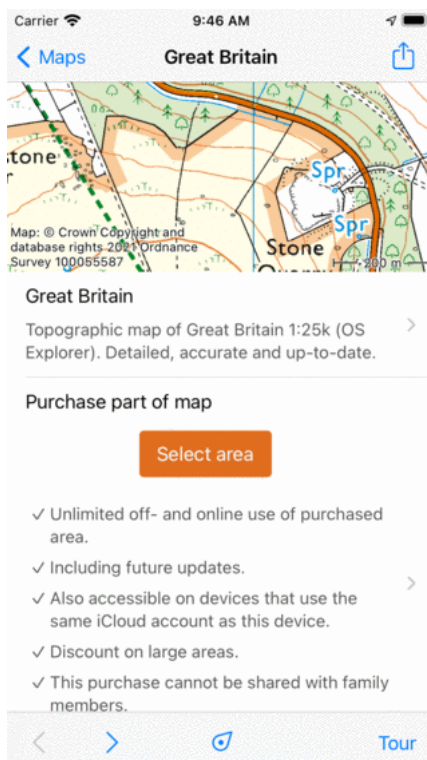 Carrier 9:46 AM
Maps Great Britain
stone
Spr
Map: © Crown Copyright and
database rights 2021 Ordnance
Survey 100055587
Spr
Stone
200 m
Great Britain
Topographic map of Great Britain 1:25k (OS
Explorer). Detailed, accurate and up-to-date.
Purchase part of map
Select area
✓ Unlimited off- and online use of purchased
area.
✓ Including future updates.
✓ Also accessible on devices that use the
same iCloud account as this device.
✓ Discount on large areas.
✓ This purchase cannot be shared with family
members.
Tour